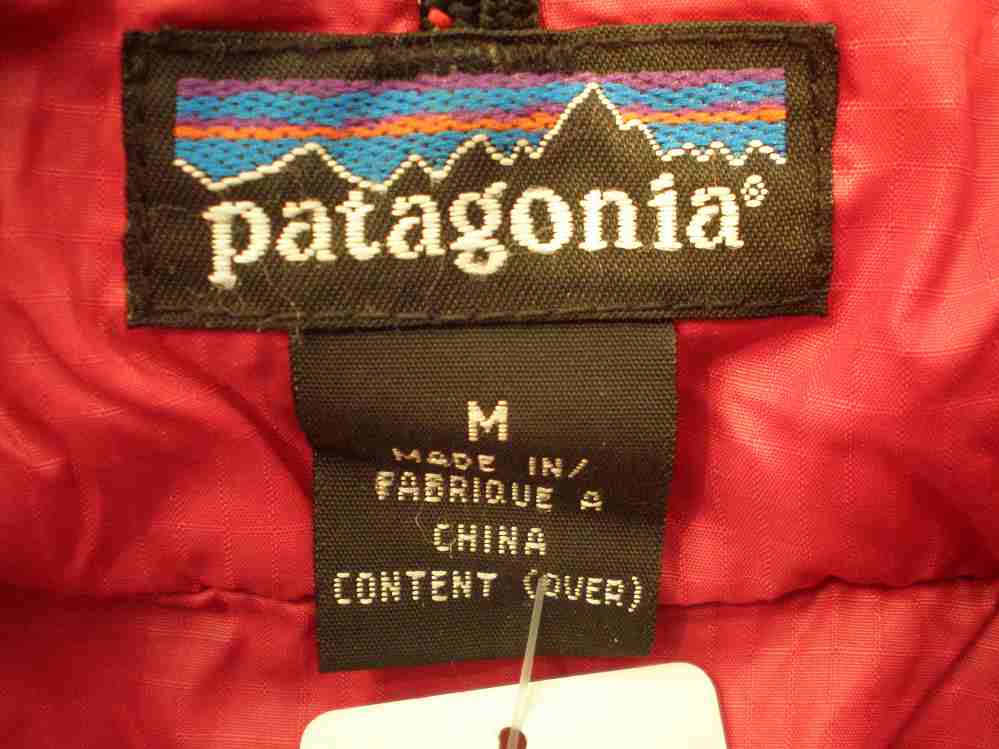 patagonia®
M
MADE IN/
FABRIQUE A
CHINA
CONTENT (OVER)